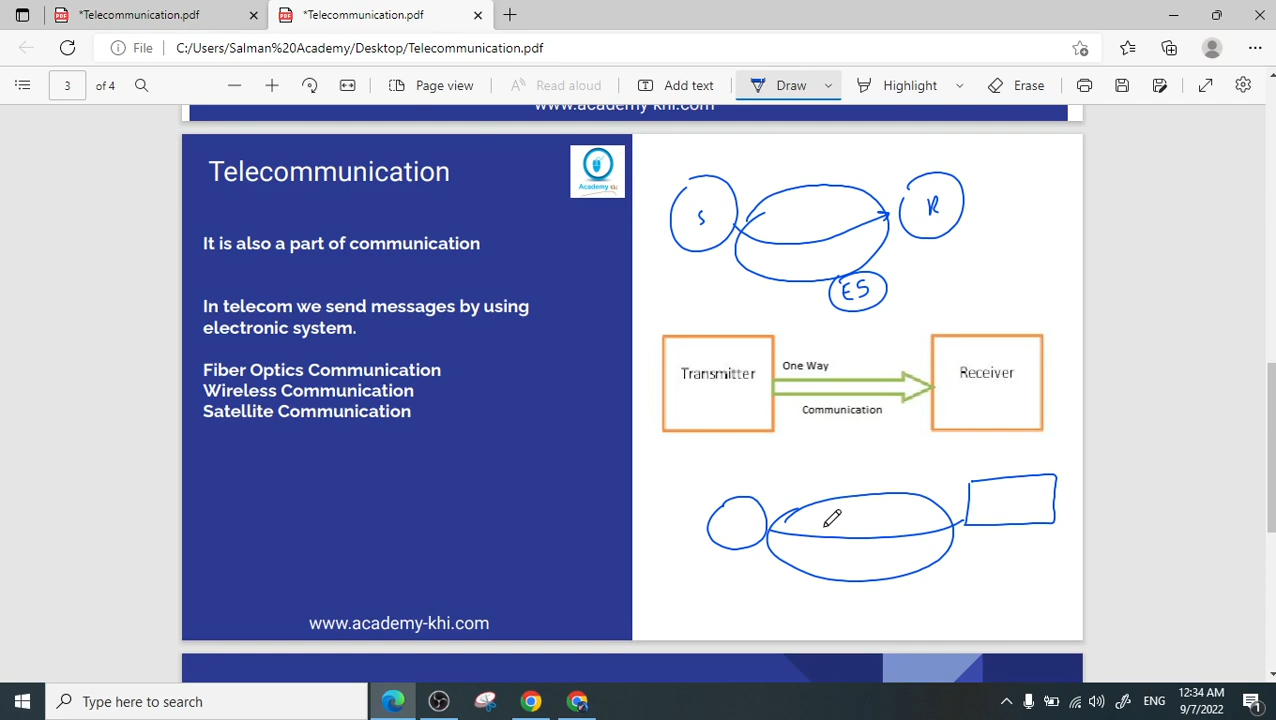 *Telecommunication.pdf
*Telecommunication.pdf
File
C:/Users/Salman%20Academy/Desktop/Telecommunication.pdf
3
of 4
Page view
Read aloud
Add text
Draw
Highlight
Erase
www.academy-khi.com
Telecommunication
Academy
It is also a part of communication
In telecom we send messages by using
electronic system.
Fiber Optics Communication
Wireless Communication
Satellite Communication
www.academy-khi.com
S
R
ES
Transmitter
One Way
Communication
Receiver
Type here to search
ENG
12:34 AM
9/7/2022
1